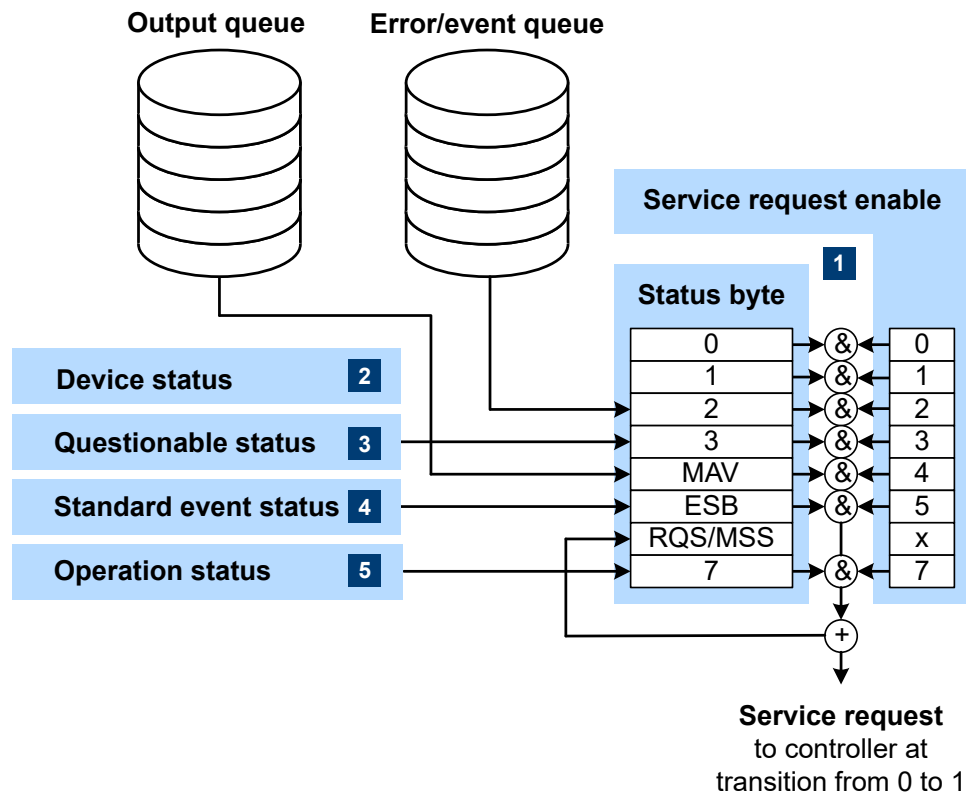 Output queue
Error/event queue
Service request enable
1
Status byte
0 & 0
1 & 1
2 & 2
3 & 3
MAV & 4
ESB & 5
RQS/MSS x
7 & 7
Device status 2
Questionable status 3
Standard event status 4
Operation status 5
+
Service request
to controller at
transition from 0 to 1